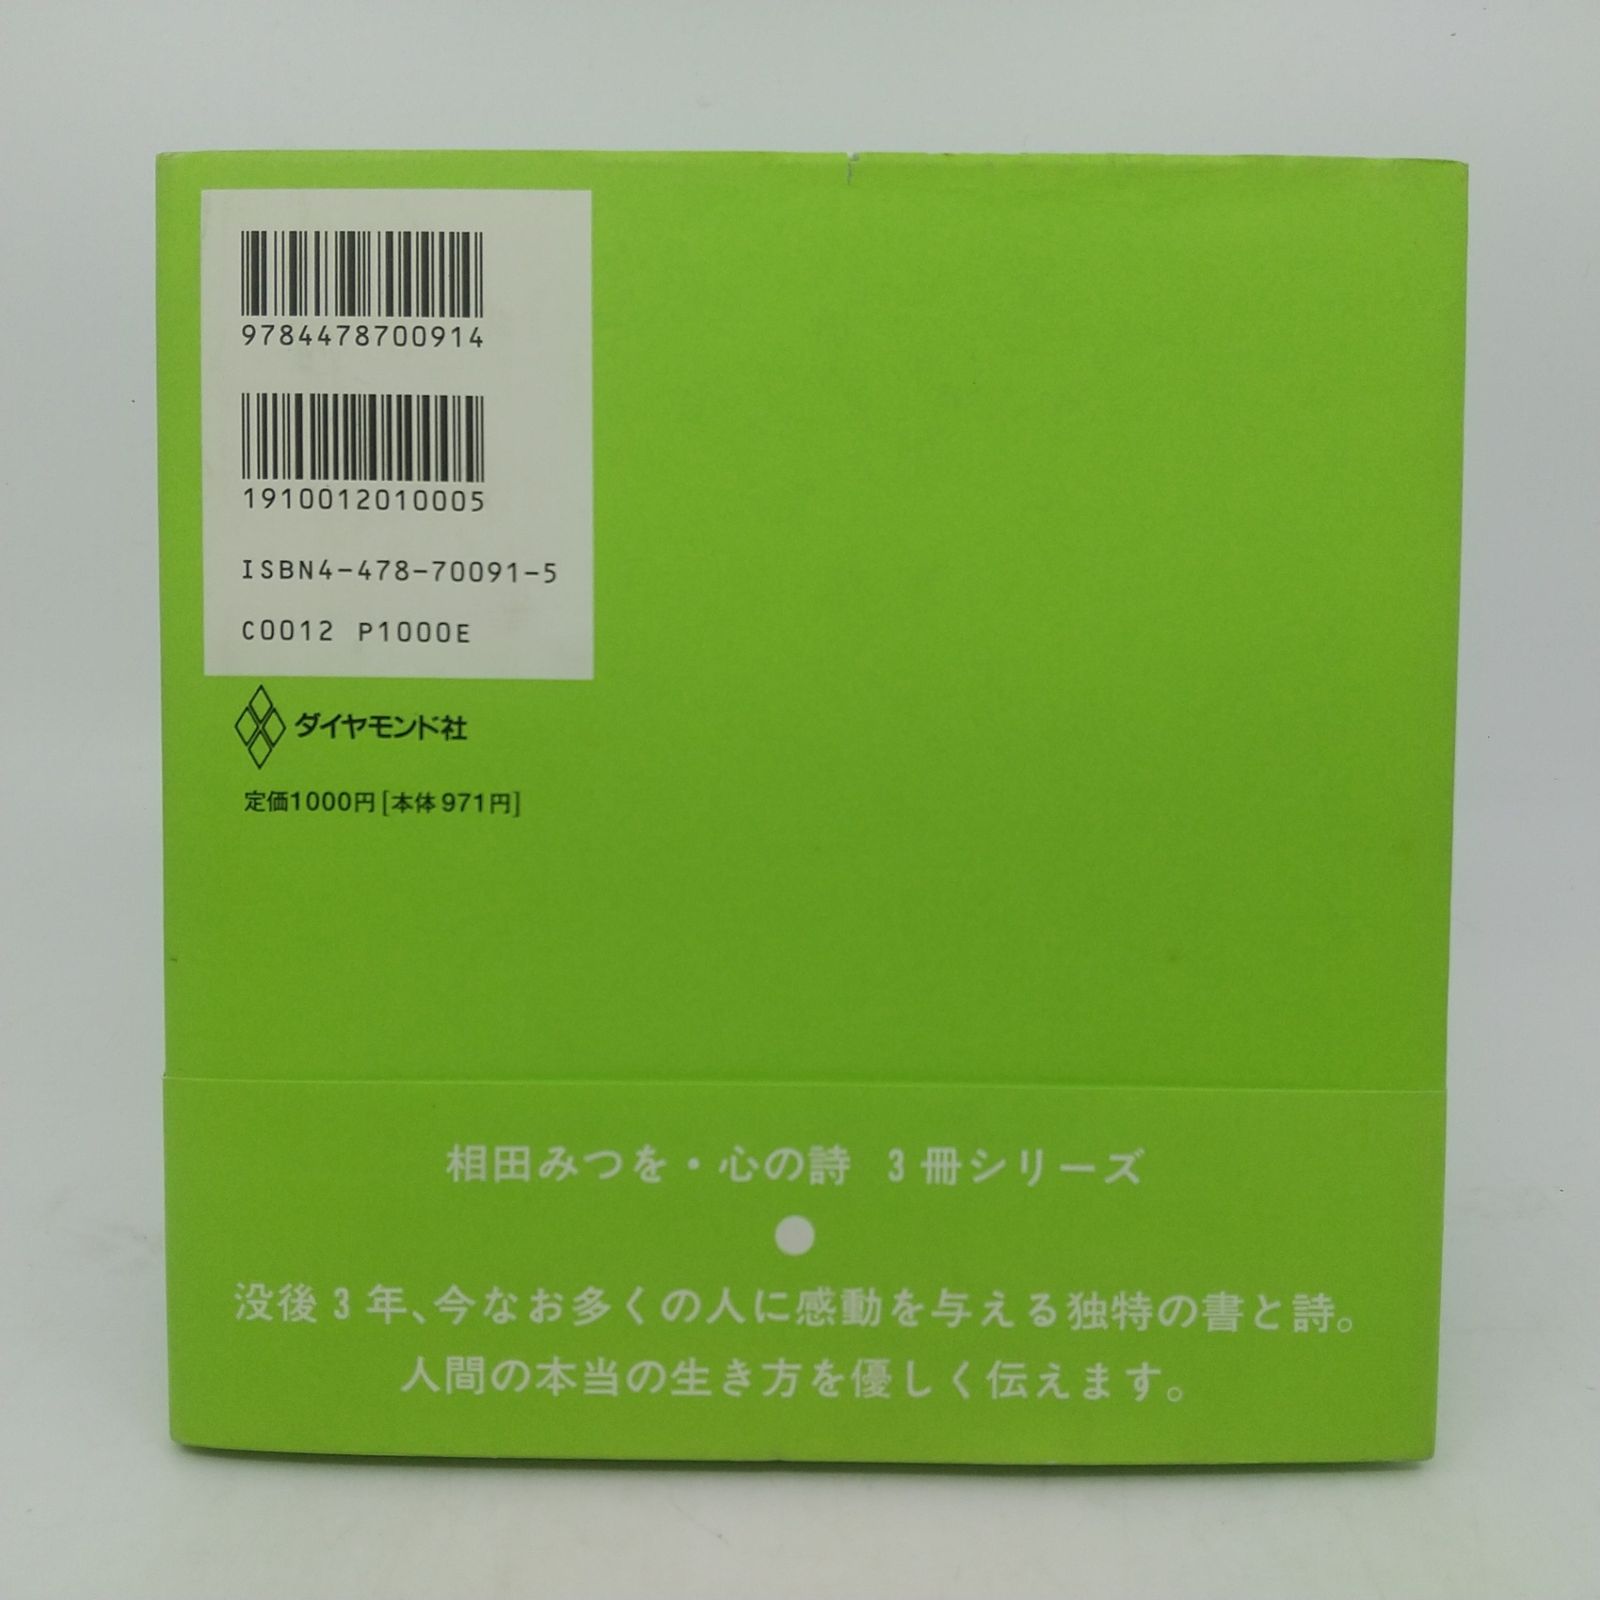 9784478700914
1910012010005
ISBN4-478-70091-5
C0012 P1000E
ダイヤモンド社
定価1000円[本体971円]
相田みつを・心の詩 3冊シリーズ
没後3年、今なお多くの人に感動を与える独特の書と詩。
人間の本当の生き方を優しく伝えます。